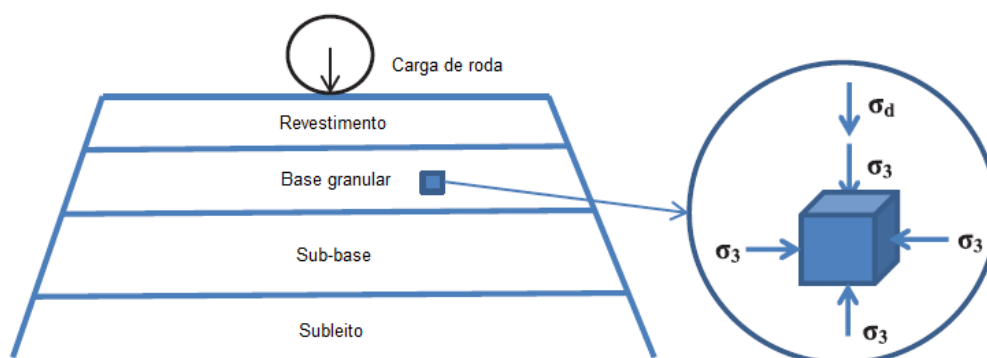 Carga de roda
Revestimento
Base granular
Sub-base
Subleito
σd
σ3
σ3
σ3
σ3